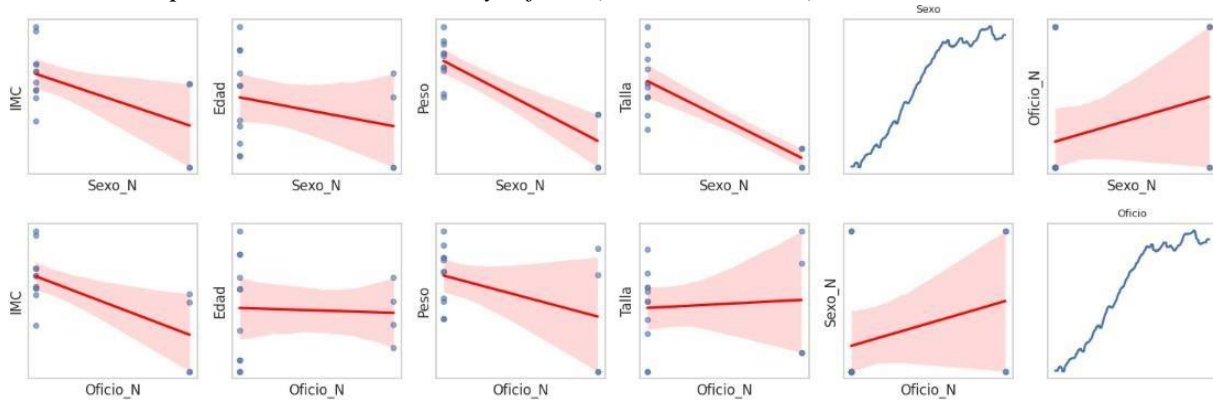 Sexo
IMC
Sexo_N
Edad
Sexo_N
Peso
Sexo_N
Talla
Sexo_N
Oficio_N
Sexo_N
Oficio
IMC
Oficio_N
Edad
Oficio_N
Peso
Oficio_N
Talla
Oficio_N
Sexo_N
Oficio_N